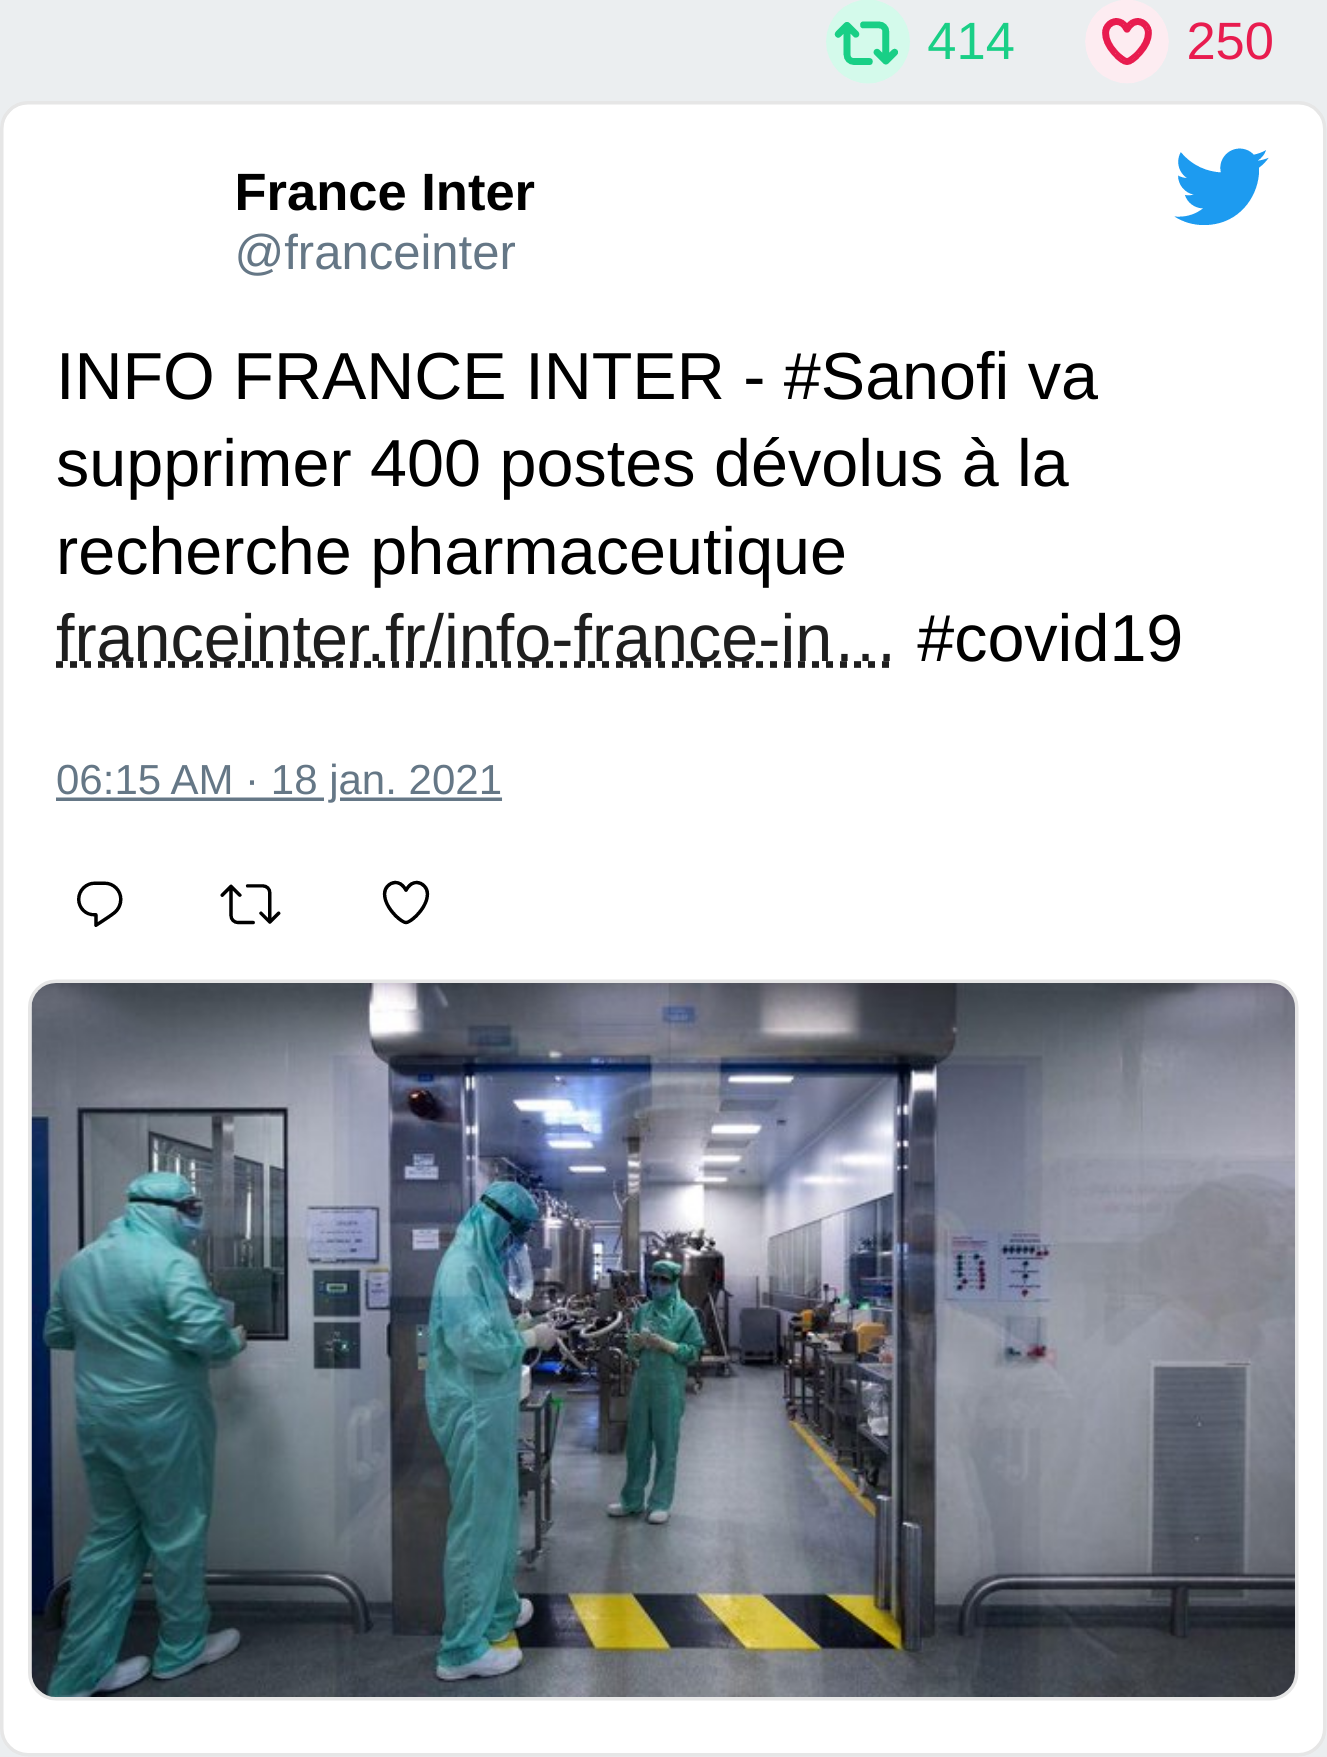 414 250
France Inter
@franceinter
INFO FRANCE INTER - #Sanofi va
supprimer 400 postes dévolus à la
recherche pharmaceutique
franceinter.fr/info-france-in… #covid19
06:15 AM · 18 jan. 2021